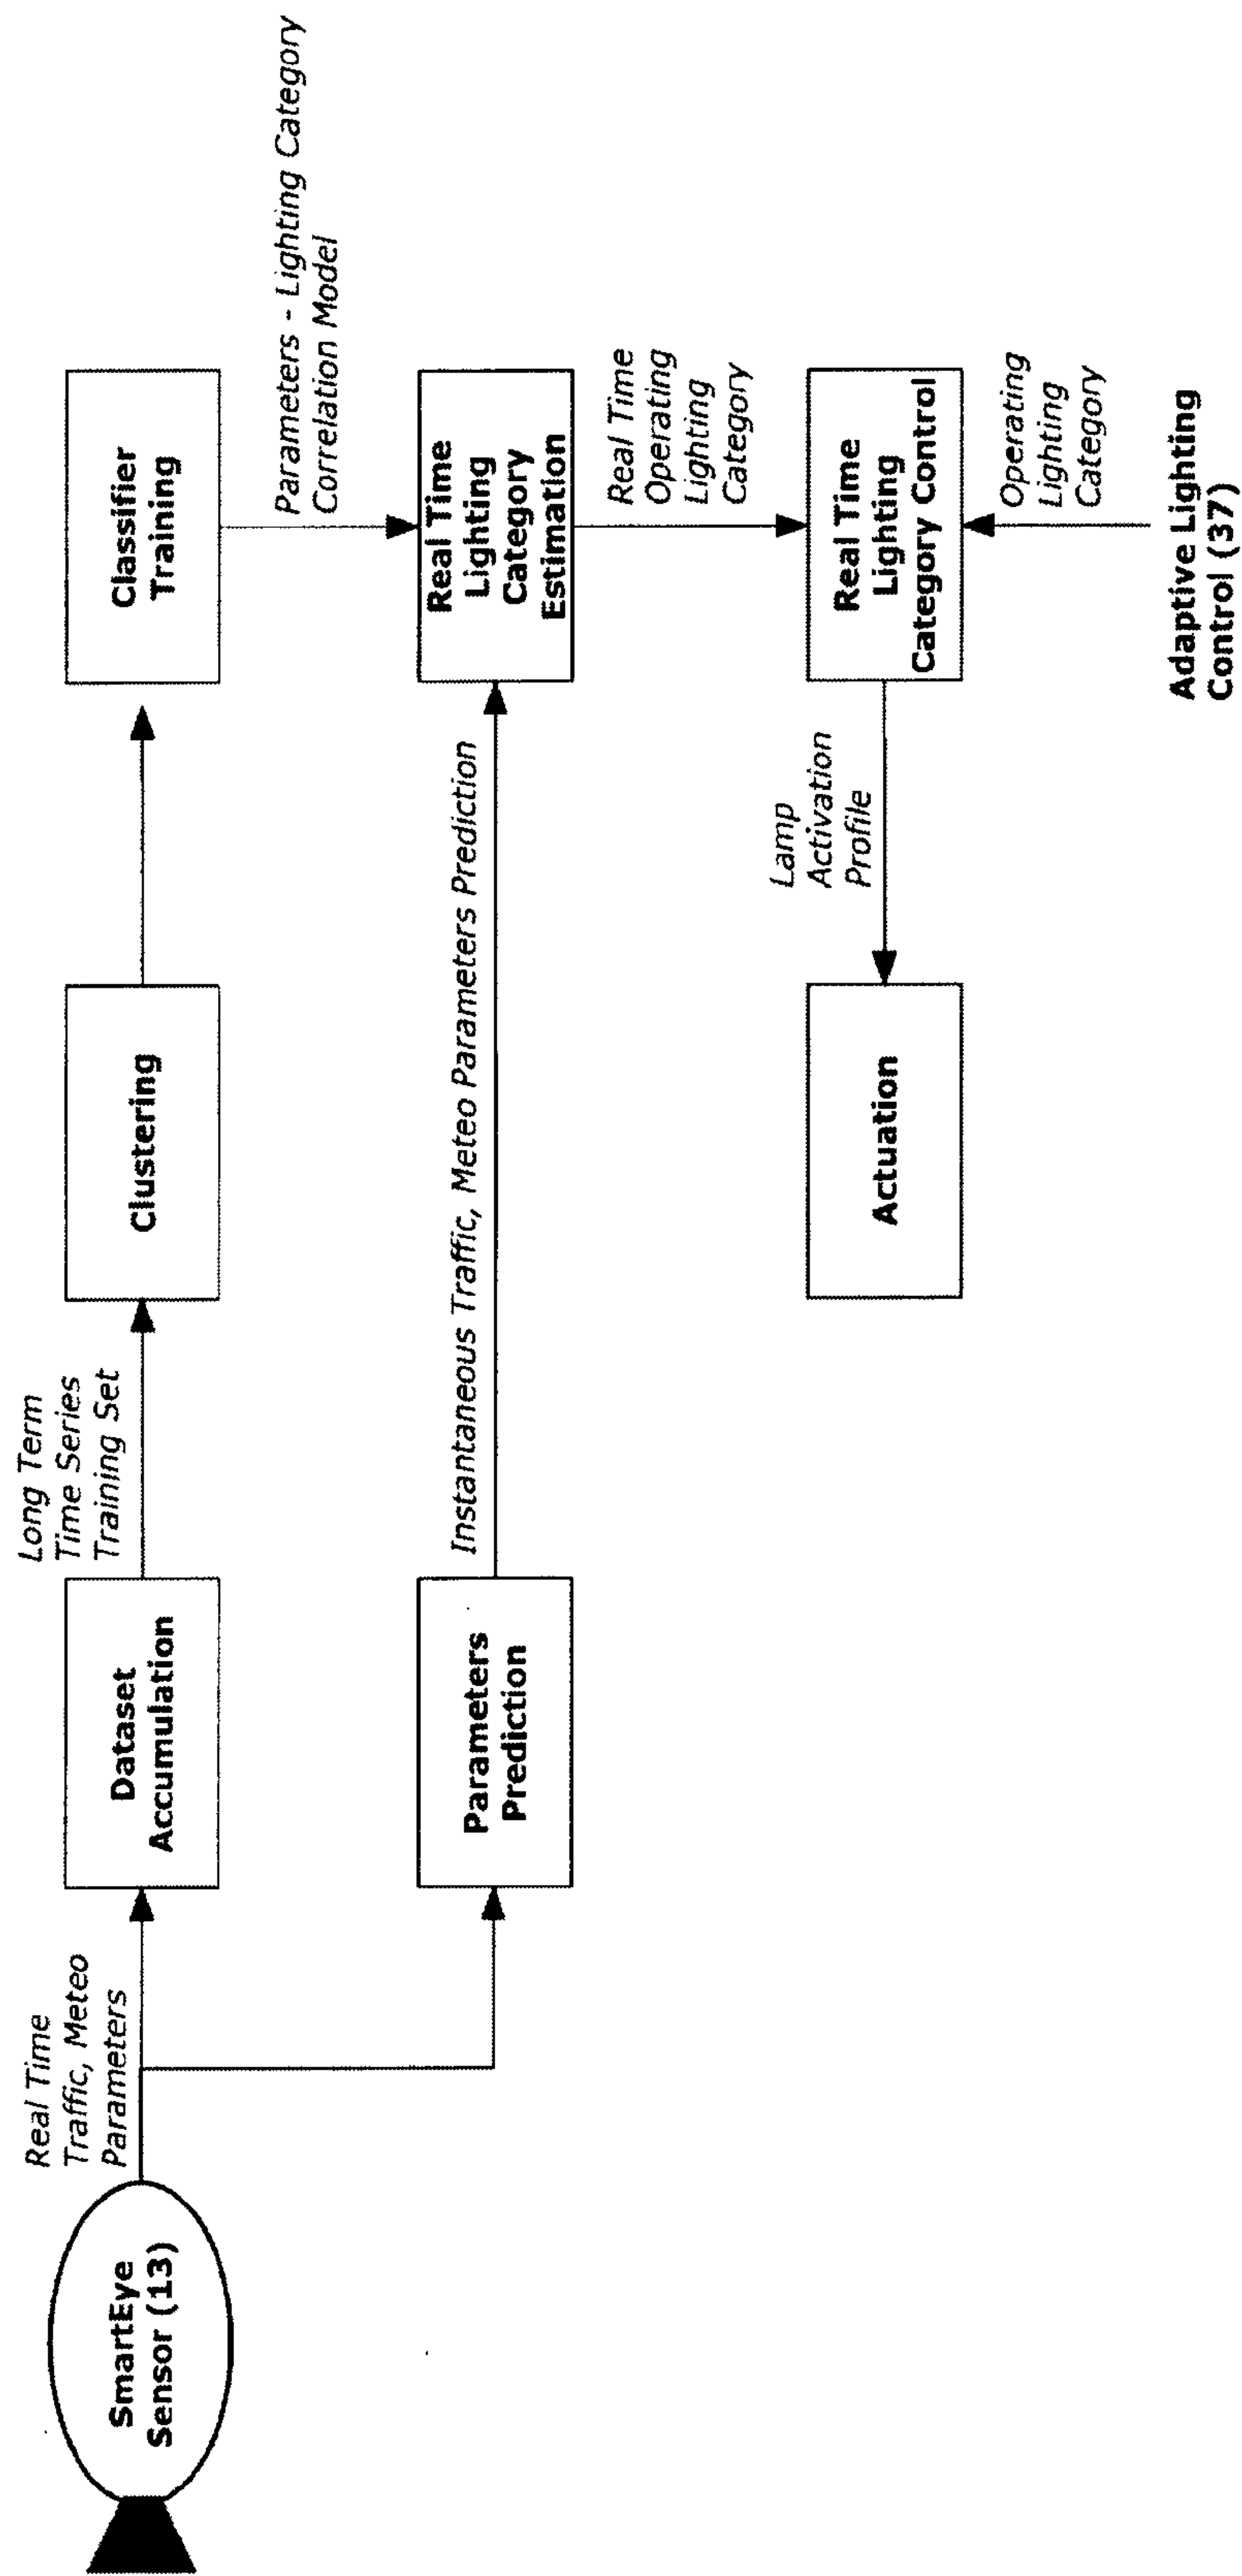 SmartEye
Sensor (13)
Real Time
Traffic, Meteo
Parameters
Dataset
Accumulation
Long Term
Time Series
Training Set
Clustering
Classifier
Training
Parameters - Lighting Category
Correlation Model
Parameters
Prediction
Instantaneous Traffic, Meteo Parameters Prediction
Real Time
Lighting
Category
Estimation
Real Time
Operating
Lighting
Category
Actuation
Lamp
Activation
Profile
Real Time
Lighting
Category Control
Operating
Lighting
Category
Adaptive Lighting
Control (37)